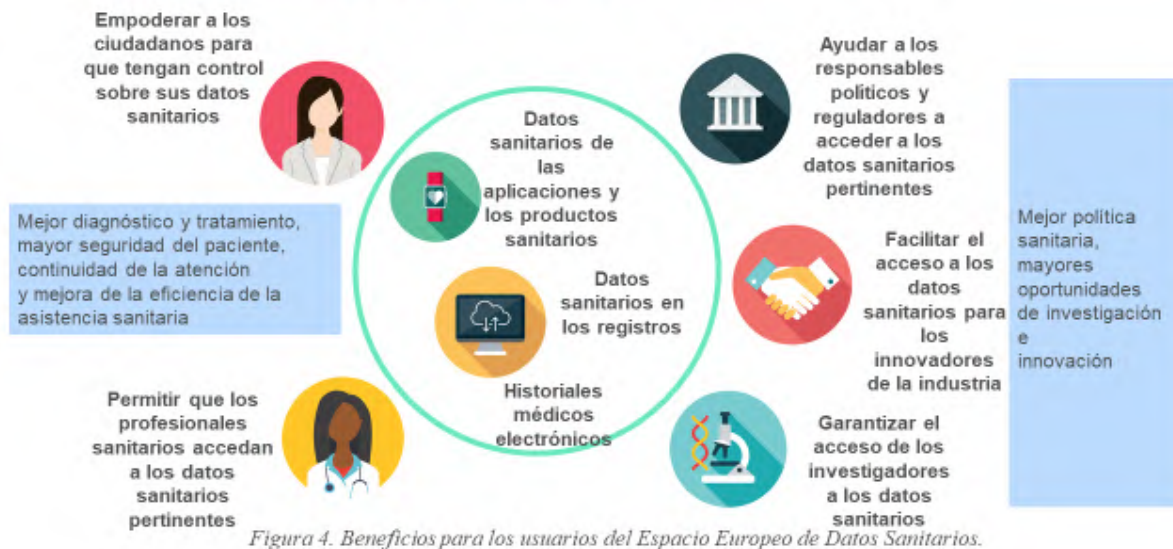 Empoderar a los
ciudadanos para
que tengan control
sobre sus datos
sanitarios
Mejor diagnóstico y tratamiento,
mayor seguridad del paciente,
continuidad de la atención
y mejora de la eficiencia de la
asistencia sanitaria
Permitir que los
profesionales
sanitarios accedan
a los datos
sanitarios
pertinentes
Datos
sanitarios de
las
aplicaciones y
los productos
sanitarios
Datos
sanitarios en
los registros
Historiales
médicos
electrónicos
Ayudar a los
responsables
políticos y
reguladores a
acceder a los
datos sanitarios
pertinentes
Facilitar el
acceso a los
datos
sanitarios para
los
innovadores
de la industria
Garantizar el
acceso de los
investigadores
a los datos
sanitarios
Mejor política
sanitaria,
mayores
oportunidades
de investigación
e
innovación
Figura 4. Beneficios para los usuarios del Espacio Europeo de Datos Sanitarios.